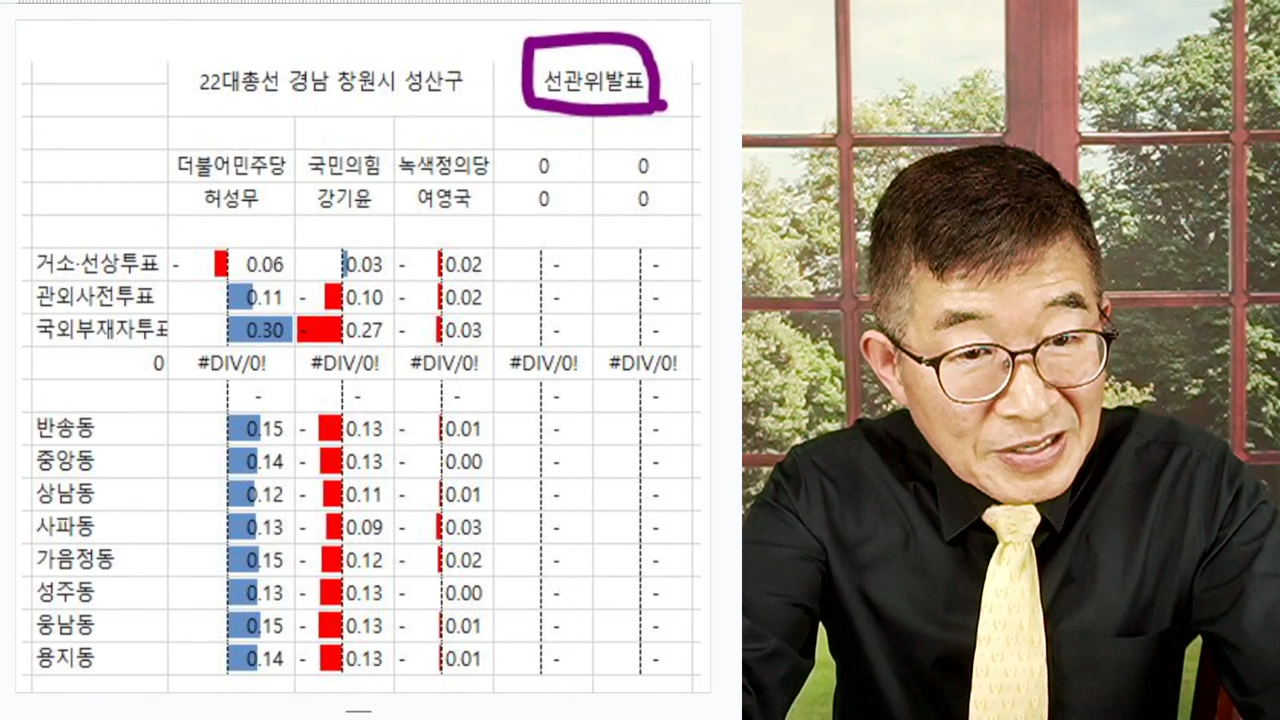 22대총선 경남 창원시 성산구 선관위발표
더불어민주당 국민의힘 녹색정의당 0 0
허성무 강기윤 여영국 0 0
거소·선상투표 - 0.06 0.03 - 0.02 - -
관외사전투표 0.11 - 0.10 - 0.02 - -
국외부재자투표 0.30 - 0.27 - 0.03 - -
0 #DIV/0! #DIV/0! #DIV/0! #DIV/0! #DIV/0!
- - - - -
반송동 0.15 - 0.13 - 0.01 - -
중앙동 0.14 - 0.13 - 0.00 - -
상남동 0.12 - 0.11 - 0.01 - -
사파동 0.13 - 0.09 - 0.03 - -
가음정동 0.15 - 0.12 - 0.02 - -
성주동 0.13 - 0.13 - 0.00 - -
웅남동 0.15 - 0.13 - 0.01 - -
용지동 0.14 - 0.13 - 0.01 - -